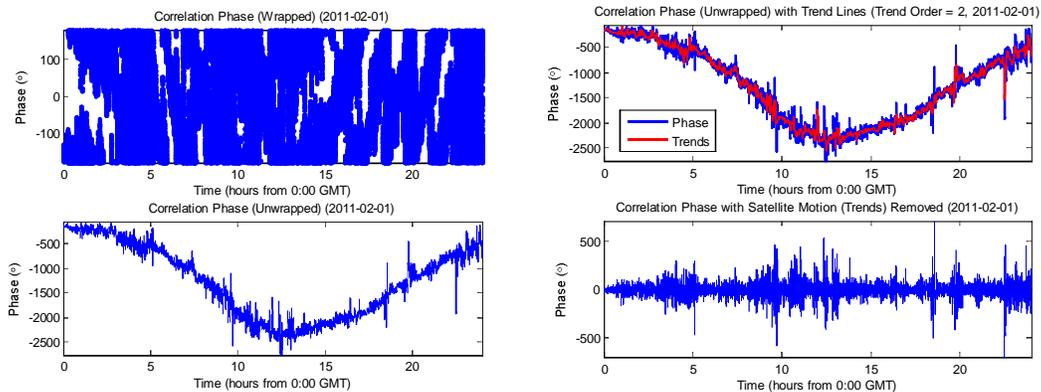 Correlation Phase (Wrapped) (2011-02-01)
Phase (°)
100
0
-100
0
5
10
15
20
Time (hours from 0:00 GMT)
Correlation Phase (Unwrapped) with Trend Lines (Trend Order = 2, 2011-02-01)
Phase (°)
-500
-1000
-1500
-2000
-2500
Phase
Trends
0
5
10
15
20
Time (hours from 0:00 GMT)
Correlation Phase (Unwrapped) (2011-02-01)
Phase (°)
-500
-1000
-1500
-2000
-2500
0
5
10
15
20
Time (hours from 0:00 GMT)
Correlation Phase with Satellite Motion (Trends) Removed (2011-02-01)
Phase (°)
500
0
-500
0
5
10
15
20
Time (hours from 0:00 GMT)